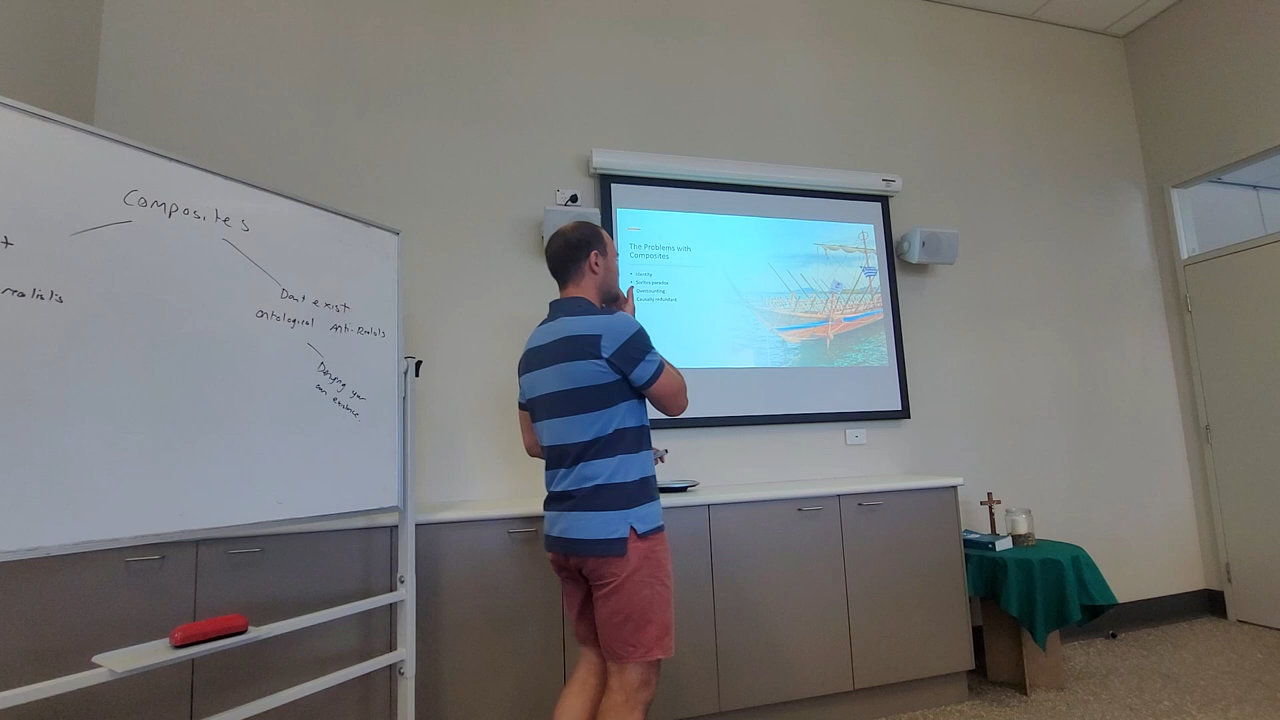 Composites
Don't exist
Ontological Anti-Realists
Denying your
own existence.
The Problems with
Composites
Identity
Sorites paradox
Overcounting
Causally redundant